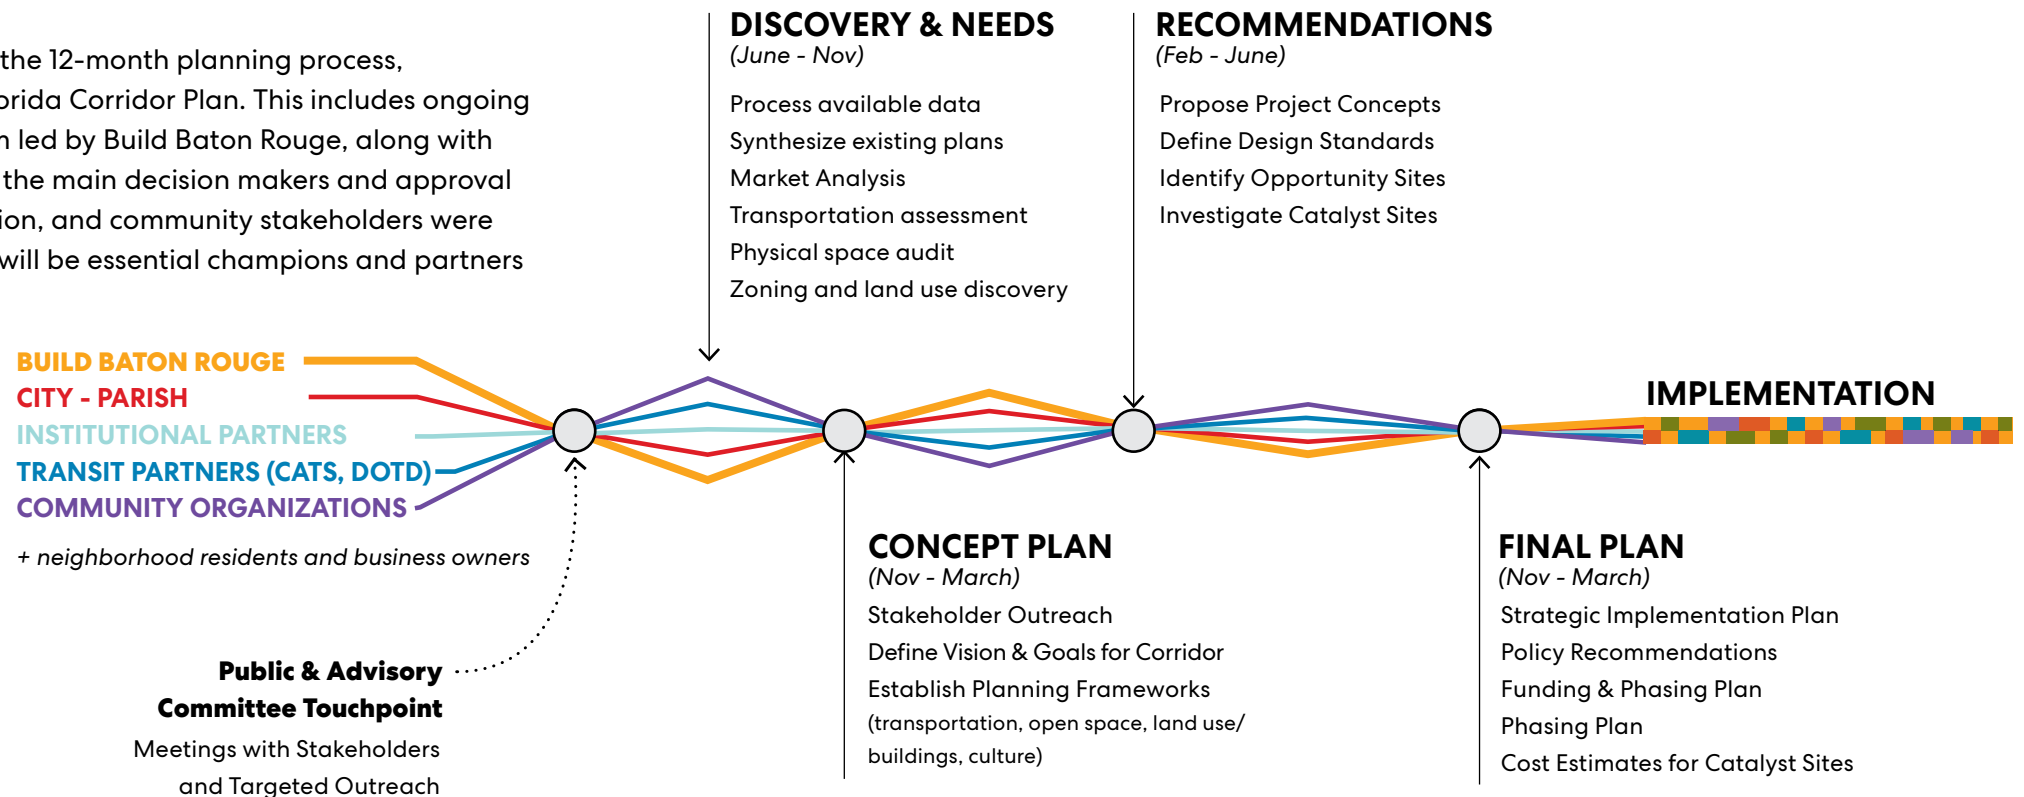 the 12-month planning process,
orida Corridor Plan. This includes ongoing
led by Build Baton Rouge, along with
the main decision makers and approval
ion, and community stakeholders were
will be essential champions and partners
DISCOVERY & NEEDS
(June - Nov)
Process available data
Synthesize existing plans
Market Analysis
Transportation assessment
Physical space audit
Zoning and land use discovery
RECOMMENDATIONS
(Feb - June)
Propose Project Concepts
Define Design Standards
Identify Opportunity Sites
Investigate Catalyst Sites
BUILD BATON ROUGE
CITY - PARISH
INSTITUTIONAL PARTNERS
TRANSIT PARTNERS (CATS, DOTD)
COMMUNITY ORGANIZATIONS
+ neighborhood residents and business owners
IMPLEMENTATION
Public & Advisory
Committee Touchpoint
Meetings with Stakeholders
and Targeted Outreach
CONCEPT PLAN
(Nov - March)
Stakeholder Outreach
Define Vision & Goals for Corridor
Establish Planning Frameworks
(transportation, open space, land use/
buildings, culture)
FINAL PLAN
(Nov - March)
Strategic Implementation Plan
Policy Recommendations
Funding & Phasing Plan
Phasing Plan
Cost Estimates for Catalyst Sites